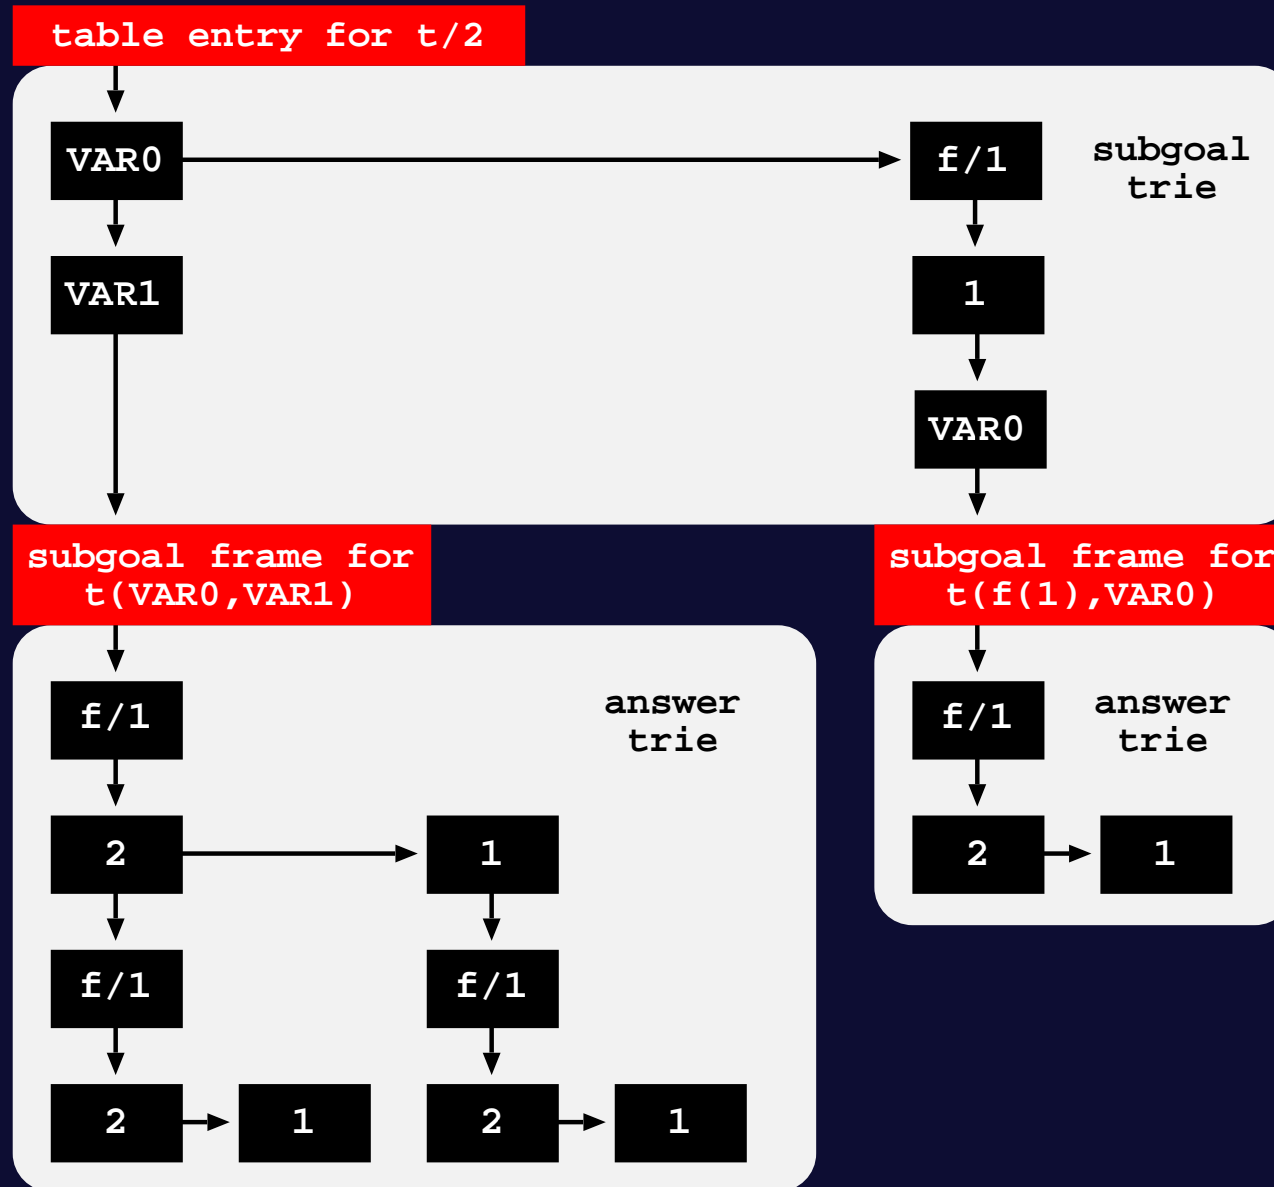 table entry for t/2
VAR0
f/1
subgoal
trie
VAR1
1
VAR0
subgoal frame for
t(VAR0,VAR1)
subgoal frame for
t(f(1),VAR0)
f/1
answer
trie
f/1
answer
trie
2
1
2
1
f/1
f/1
2
1
2
1